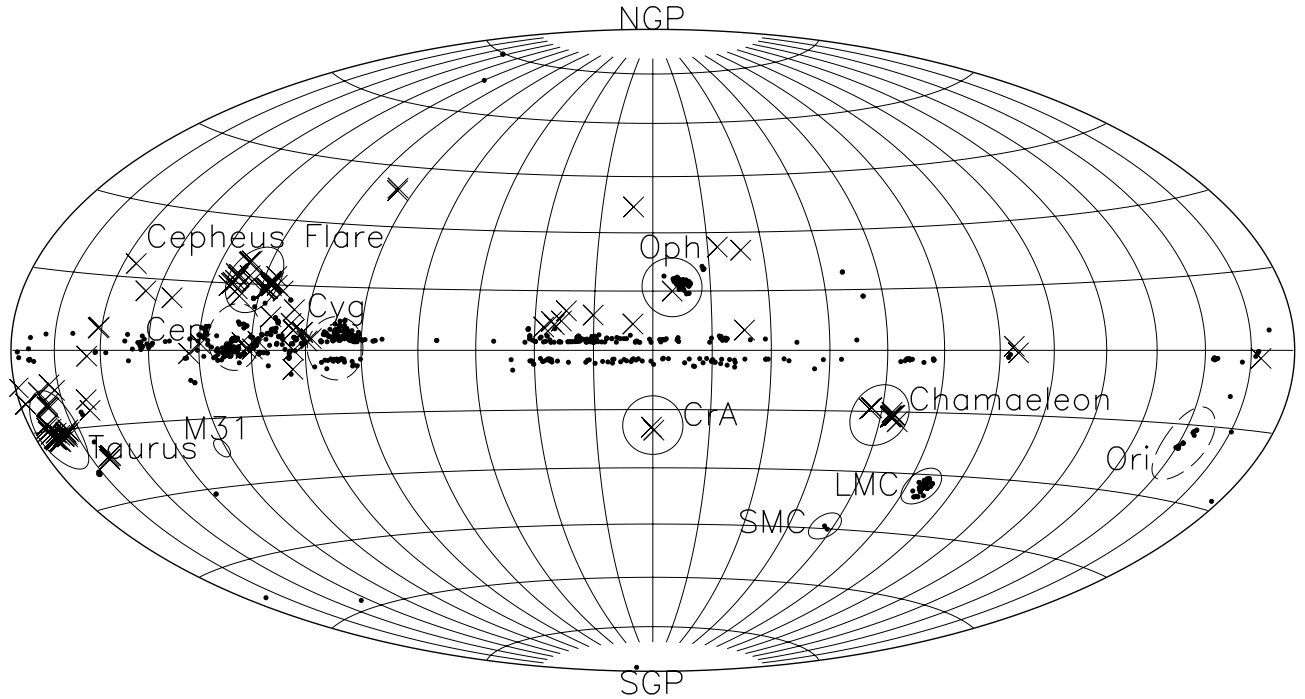 NGP
Cepheus Flare
Oph
Cyg
Cep
Chamaeleon
CrA
M31
Taurus
Ori
LMC
SMC
SGP